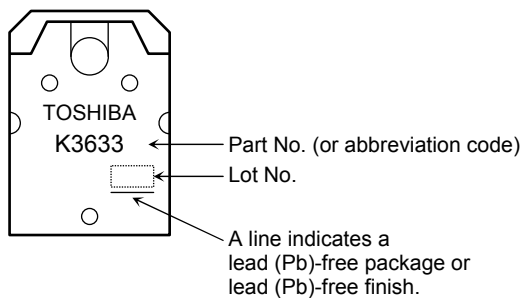 TOSHIBA
K3633
Part No. (or abbreviation code)
Lot No.
A line indicates a
lead (Pb)-free package or
lead (Pb)-free finish.